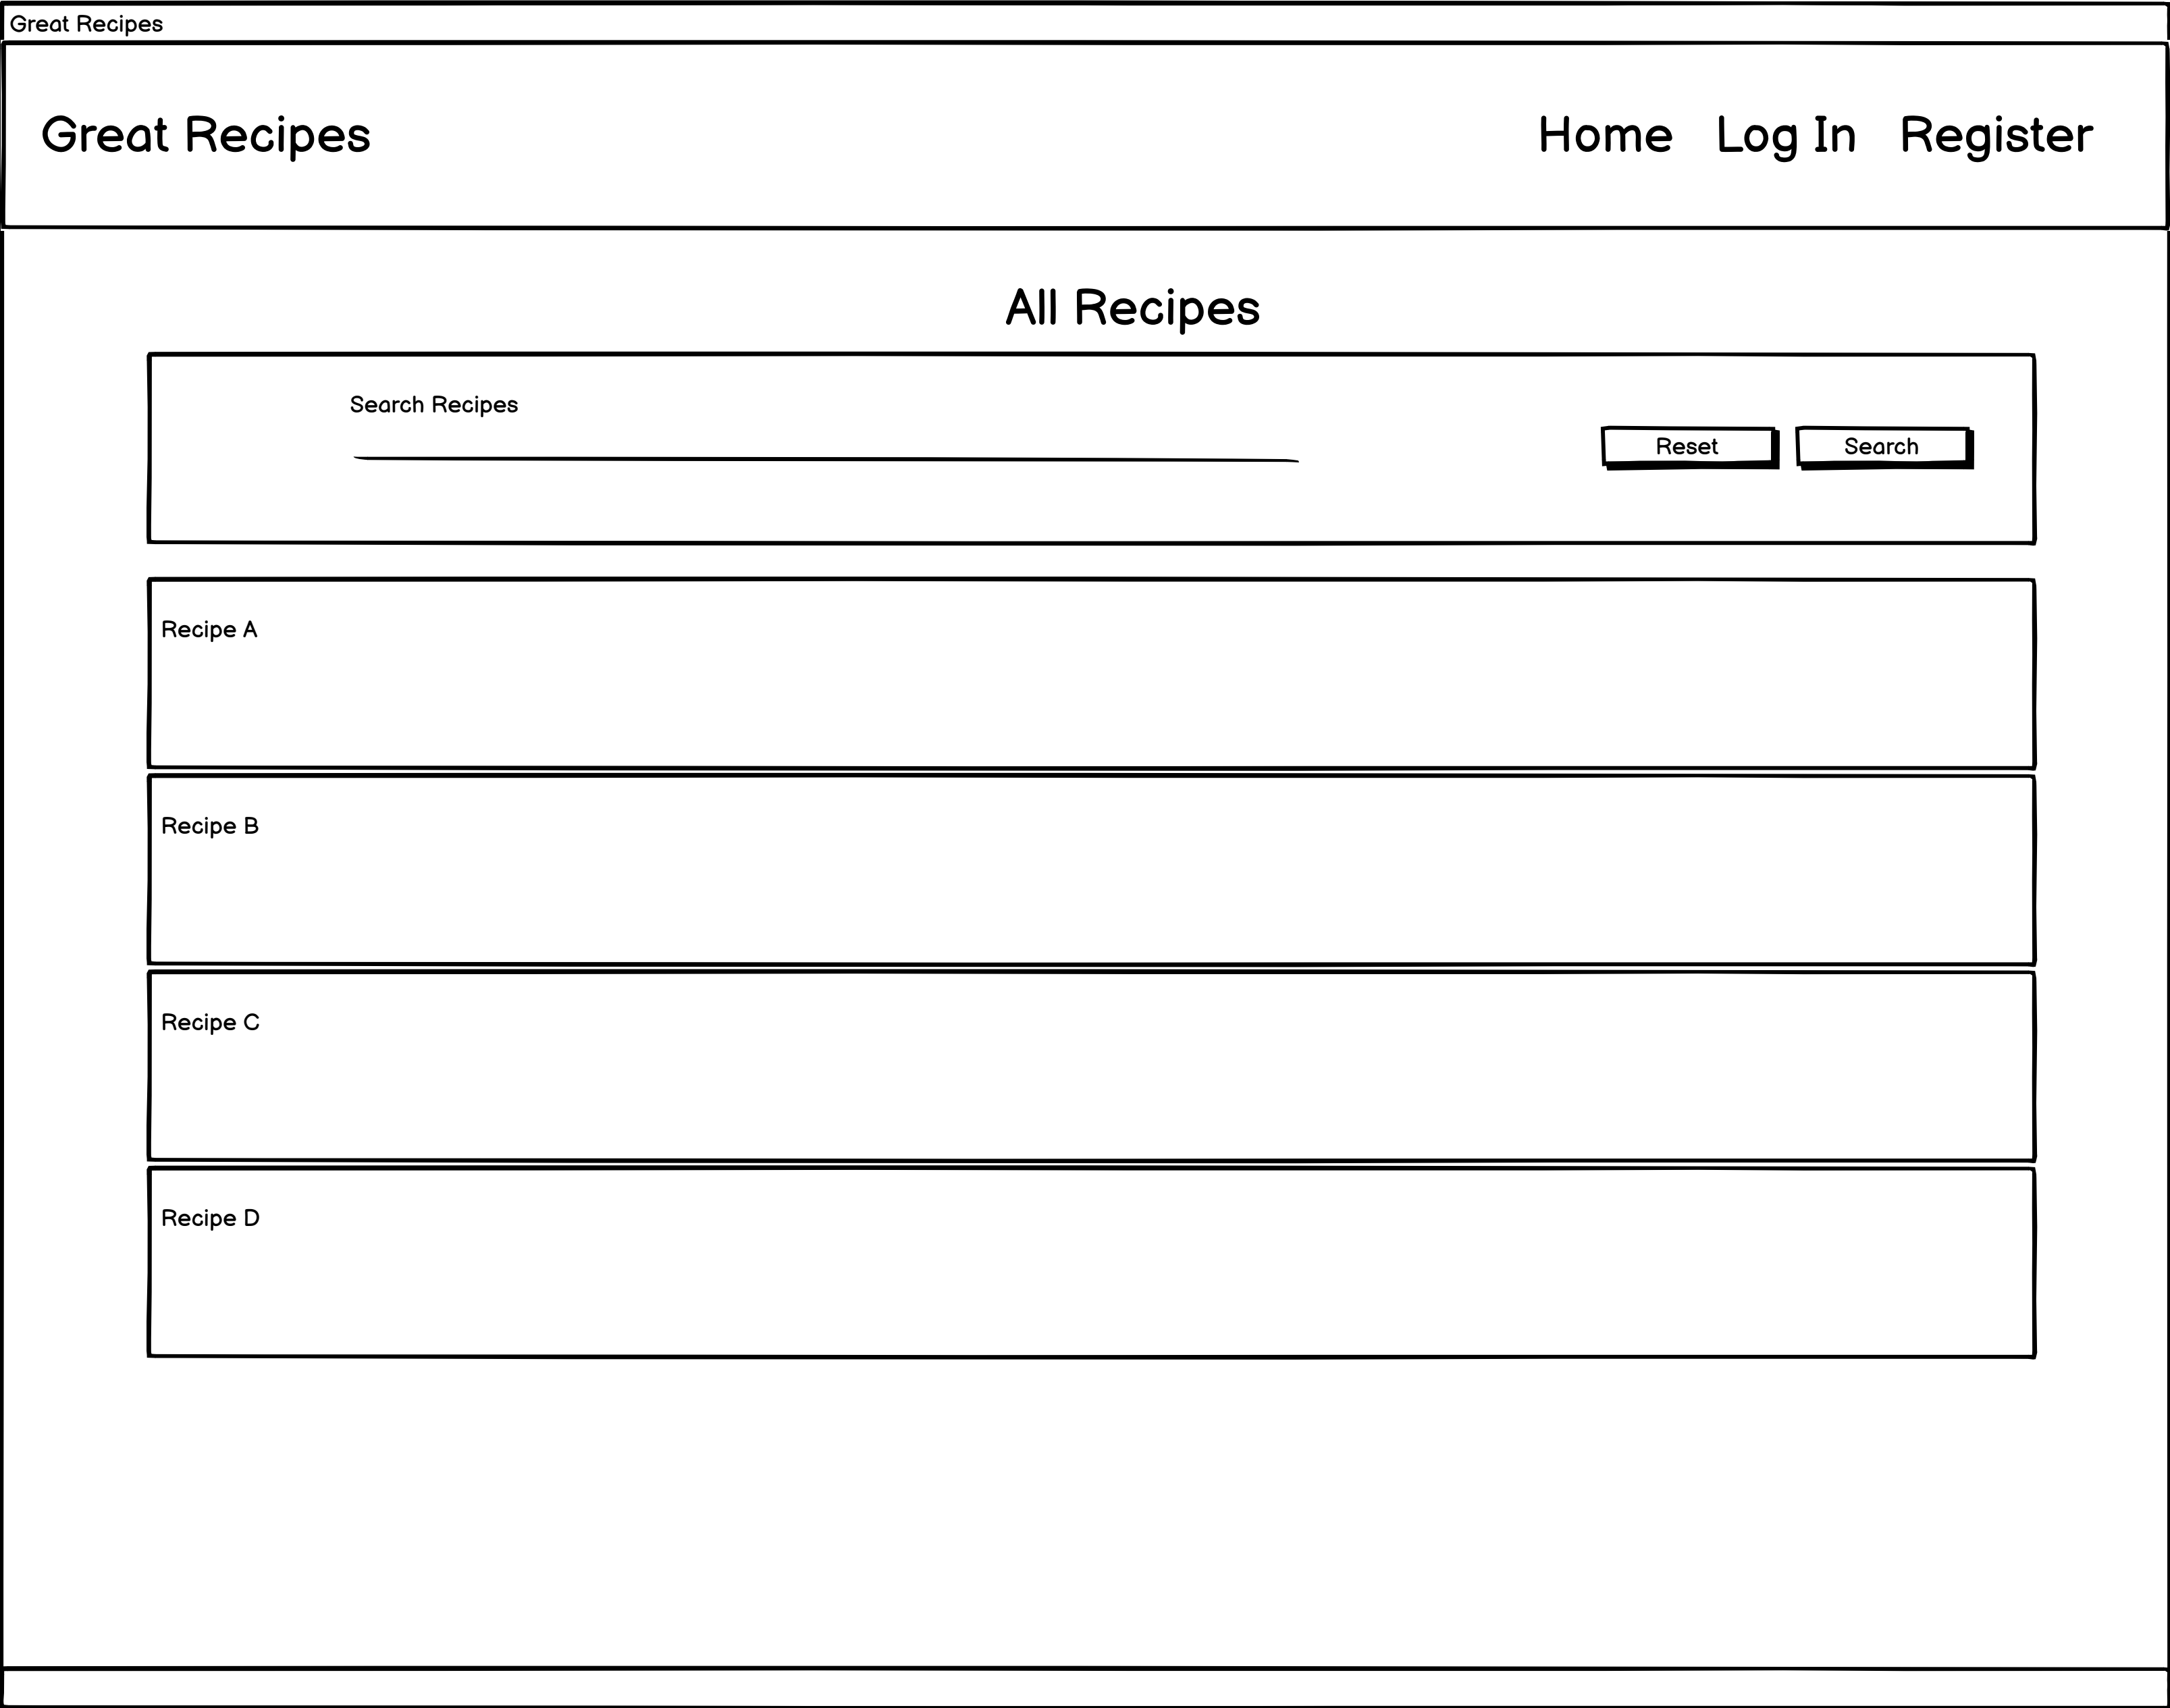 Great Recipes
Great Recipes Home Log In Register
All Recipes
Search Recipes
Reset Search
Recipe A
Recipe B
Recipe C
Recipe D